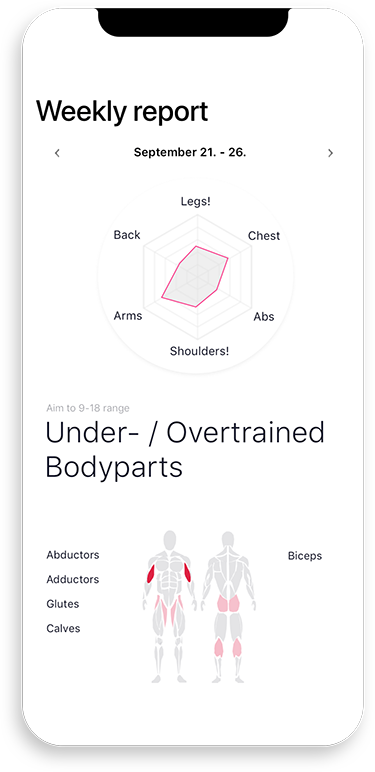 Weekly report
September 21. - 26.
Legs!
Back
Chest
Arms
Abs
Shoulders!
Aim to 9-18 range
Under- / Overtrained
Bodyparts
Abductors
Biceps
Adductors
Glutes
Calves